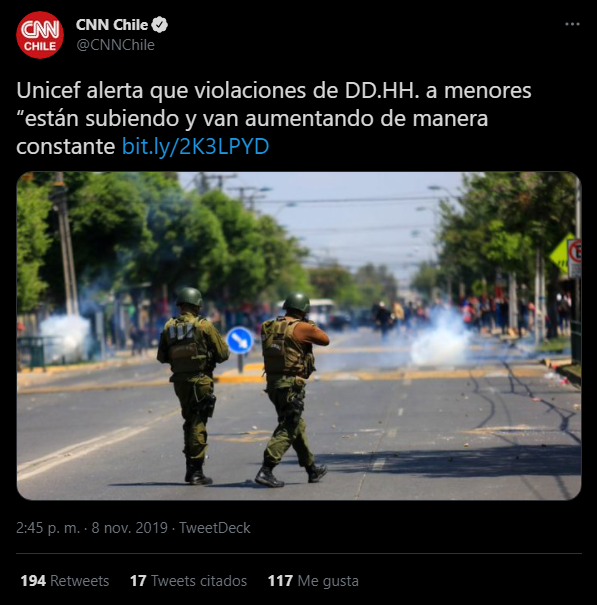 CNN Chile
@CNNChile
CNN
CHILE
Unicef alerta que violaciones de DD.HH. a menores
“están subiendo y van aumentando de manera
constante bit.ly/2K3LPYD
2:45 p. m. · 8 nov. 2019 · TweetDeck
194 Retweets 17 Tweets citados 117 Me gusta